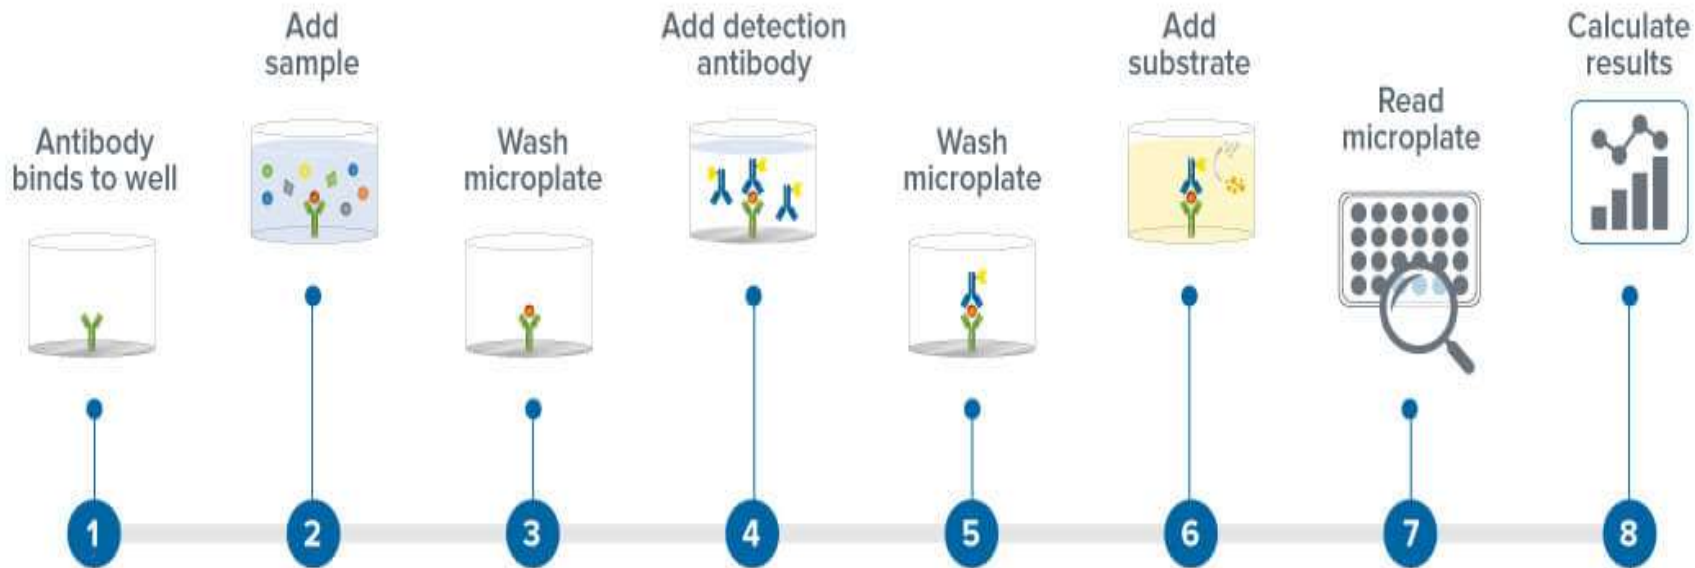 Antibody
binds to well
Add
sample
Wash
microplate
Add detection
antibody
Wash
microplate
Add
substrate
Read
microplate
Calculate
results
1
2
3
4
5
6
7
8